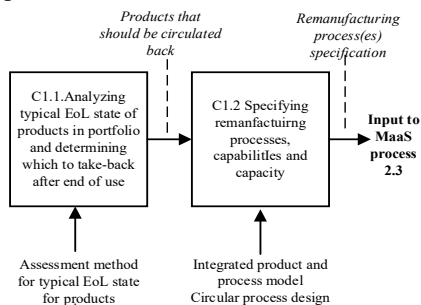 Products that
should be circulated
back
Remanufacturing
process(es)
specification
C1.1.Analyzing
typical EoL state of
products in portfolio
and determining
which to take-back
after end of use
C1.2 Specifying
remanfactuirng
processes,
capabilitIes and
capacity
Input to
MaaS
process
2.3
Assessment method
for typical EoL state
for products
Integrated product and
process model
Circular process design